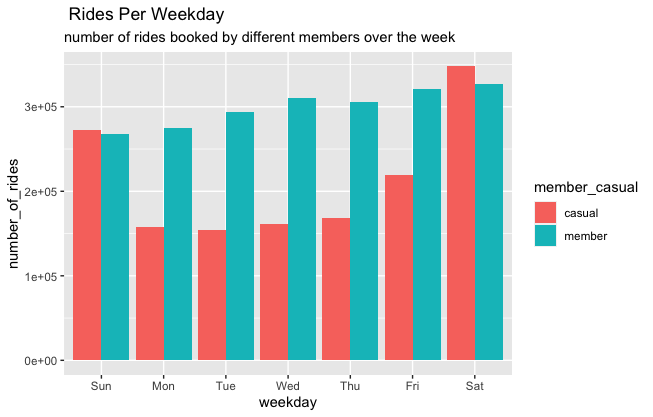 Rides Per Weekday
number of rides booked by different members over the week
number_of_rides
3e+05
2e+05
1e+05
0e+00
Sun Mon Tue Wed Thu Fri Sat
weekday
member_casual
casual
member